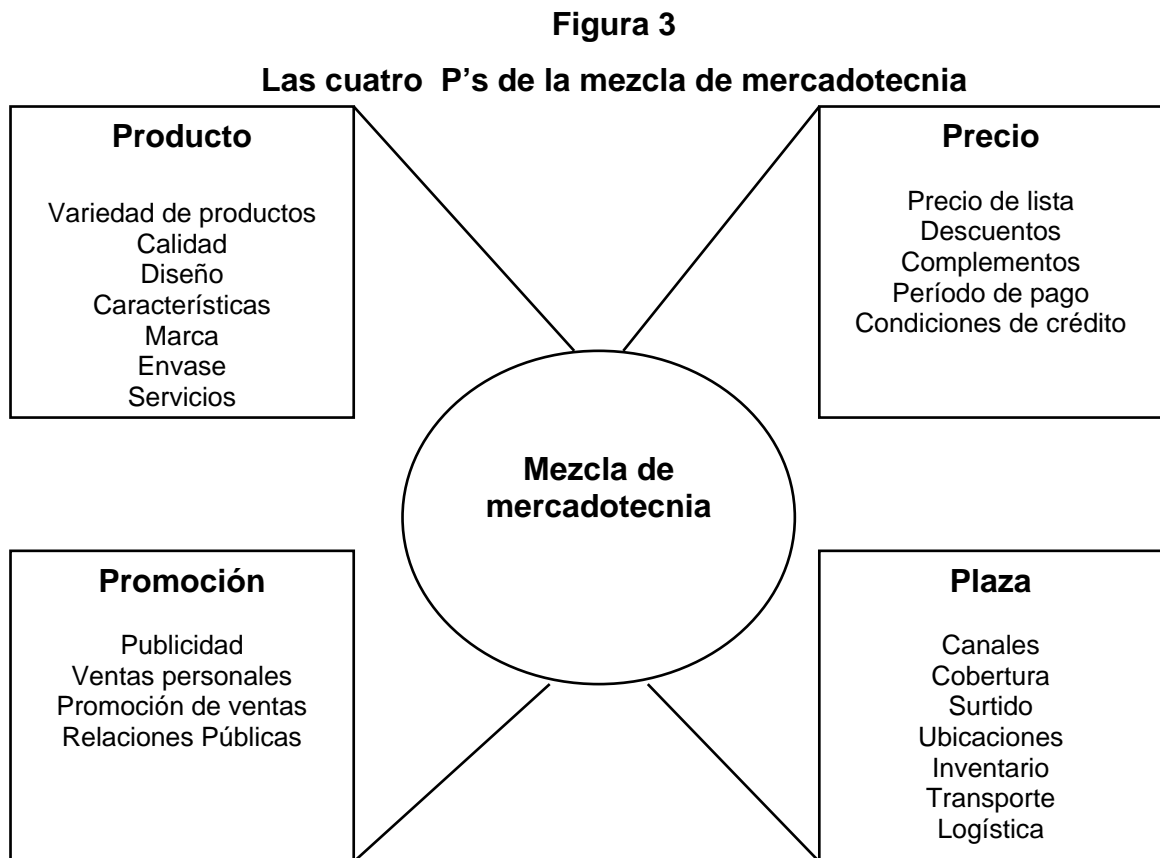 Figura 3
Las cuatro  P's de la mezcla de mercadotecnia
Producto
Variedad de productos
Calidad
Diseño
Características
Marca
Envase
Servicios
Precio
Precio de lista
Descuentos
Complementos
Período de pago
Condiciones de crédito
Mezcla de
mercadotecnia
Promoción
Publicidad
Ventas personales
Promoción de ventas
Relaciones Públicas
Plaza
Canales
Cobertura
Surtido
Ubicaciones
Inventario
Transporte
Logística